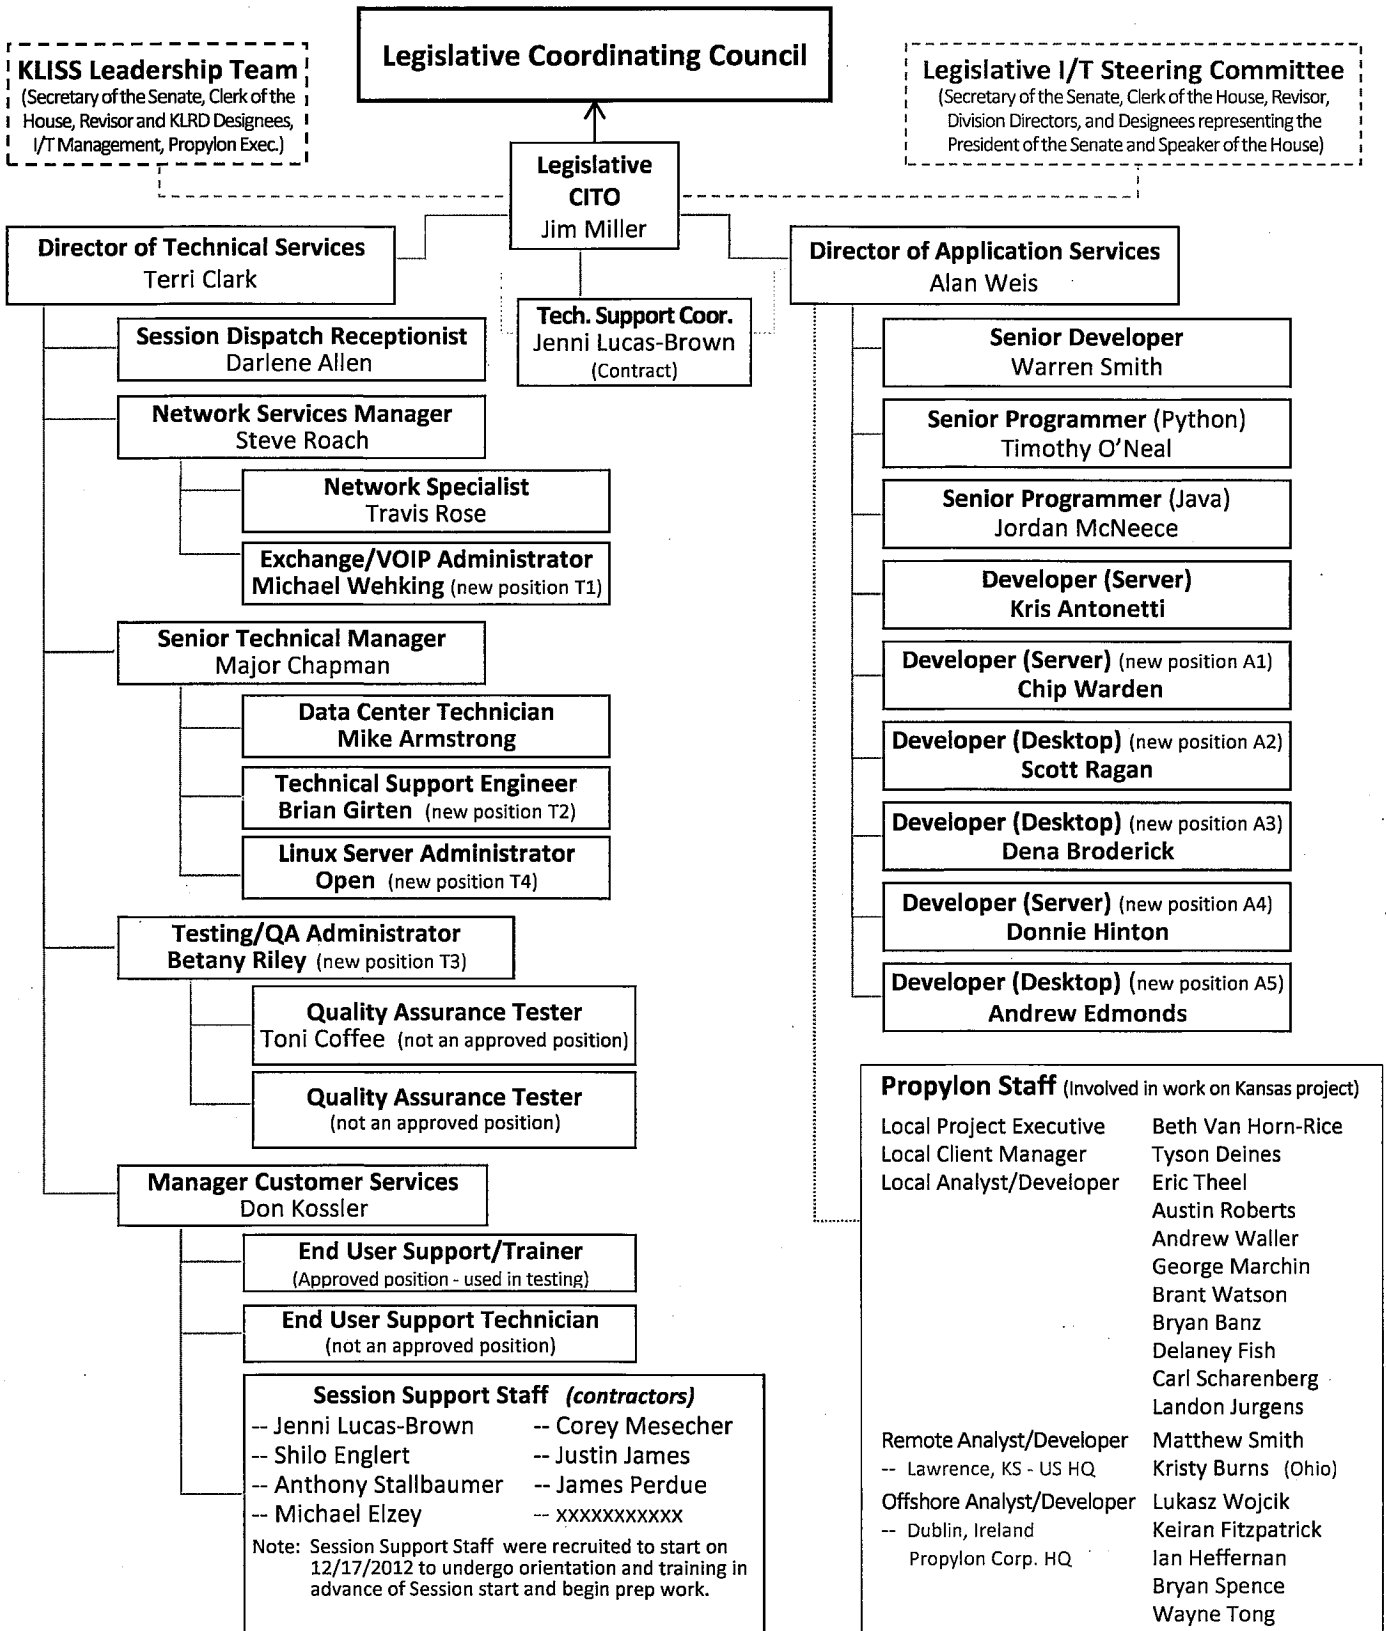 Legislative Coordinating Council
KLISS Leadership Team
(Secretary of the Senate, Clerk of the
House, Revisor and KLRD Designees,
I/T Management, Propylon Exec.)
Legislative I/T Steering Committee
(Secretary of the Senate, Clerk of the House, Revisor,
Division Directors, and Designees representing the
President of the Senate and Speaker of the House)
Legislative
CITO
Jim Miller
Director of Technical Services
Terri Clark
Director of Application Services
Alan Weis
Tech. Support Coor.
Jenni Lucas-Brown
(Contract)
Session Dispatch Receptionist
Darlene Allen
Network Services Manager
Steve Roach
Network Specialist
Travis Rose
Exchange/VOIP Administrator
Michael Wehking (new position T1)
Senior Technical Manager
Major Chapman
Data Center Technician
Mike Armstrong
Technical Support Engineer
Brian Girten (new position T2)
Linux Server Administrator
Open (new position T4)
Testing/QA Administrator
Betany Riley (new position T3)
Quality Assurance Tester
Toni Coffee (not an approved position)
Quality Assurance Tester
(not an approved position)
Manager Customer Services
Don Kossler
End User Support/Trainer
(Approved position - used in testing)
End User Support Technician
(not an approved position)
Session Support Staff (contractors)
-- Jenni Lucas-Brown -- Corey Mesecher
-- Shilo Englert -- Justin James
-- Anthony Stallbaumer -- James Perdue
-- Michael Elzey -- xxxxxxxxxxx
Note: Session Support Staff were recruited to start on
12/17/2012 to undergo orientation and training in
advance of Session start and begin prep work.
Senior Developer
Warren Smith
Senior Programmer (Python)
Timothy O'Neal
Senior Programmer (Java)
Jordan McNeece
Developer (Server)
Kris Antonetti
Developer (Server) (new position A1)
Chip Warden
Developer (Desktop) (new position A2)
Scott Ragan
Developer (Desktop) (new position A3)
Dena Broderick
Developer (Server) (new position A4)
Donnie Hinton
Developer (Desktop) (new position A5)
Andrew Edmonds
Propylon Staff (Involved in work on Kansas project)
Local Project Executive Beth Van Horn-Rice
Local Client Manager Tyson Deines
Local Analyst/Developer Eric Theel
Austin Roberts
Andrew Waller
George Marchin
Brant Watson
Bryan Banz
Delaney Fish
Carl Scharenberg
Landon Jurgens
Remote Analyst/Developer Matthew Smith
-- Lawrence, KS - US HQ Kristy Burns (Ohio)
Offshore Analyst/Developer Lukasz Wojcik
-- Dublin, Ireland Keiran Fitzpatrick
Propylon Corp. HQ Ian Heffernan
Bryan Spence
Wayne Tong